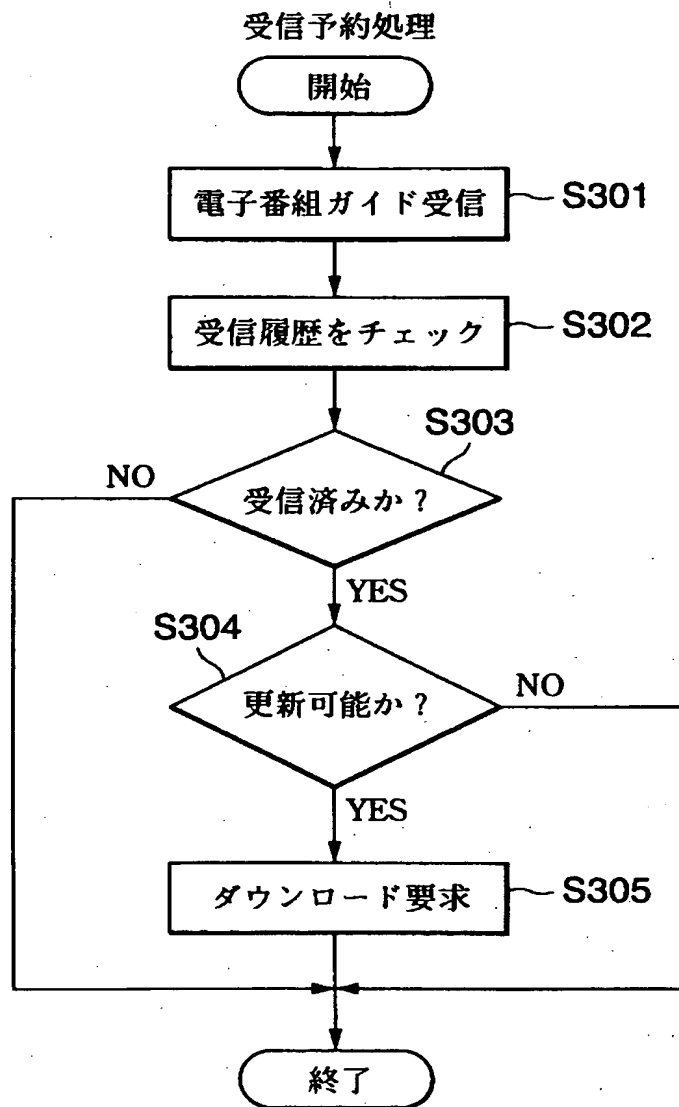 受信予約処理
開始
電子番組ガイド受信
S301
受信履歴をチェック
S302
S303
NO
受信済みか？
YES
S304
更新可能か？
NO
YES
ダウンロード要求
S305
終了